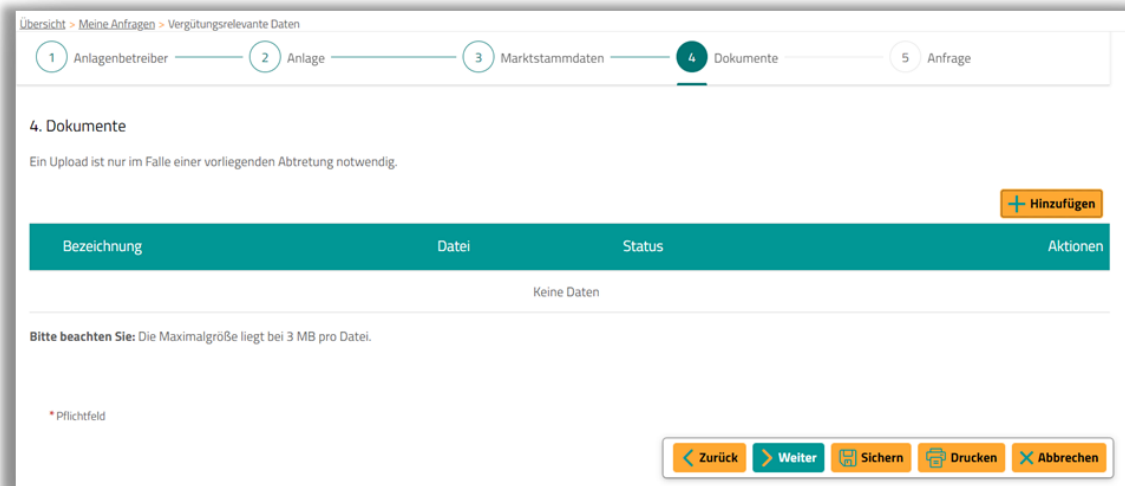 Übersicht > Meine Anfragen > Vergütungsrelevante Daten
1 Anlagenbetreiber 2 Anlage 3 Marktstammdaten 4 Dokumente 5 Anfrage
4. Dokumente
Ein Upload ist nur im Falle einer vorliegenden Abtretung notwendig.
Hinzufügen
Bezeichnung Datei Status Aktionen
Keine Daten
Bitte beachten Sie: Die Maximalgröße liegt bei 3 MB pro Datei.
* Pflichtfeld
Zurück Weiter Sichern Drucken Abbrechen